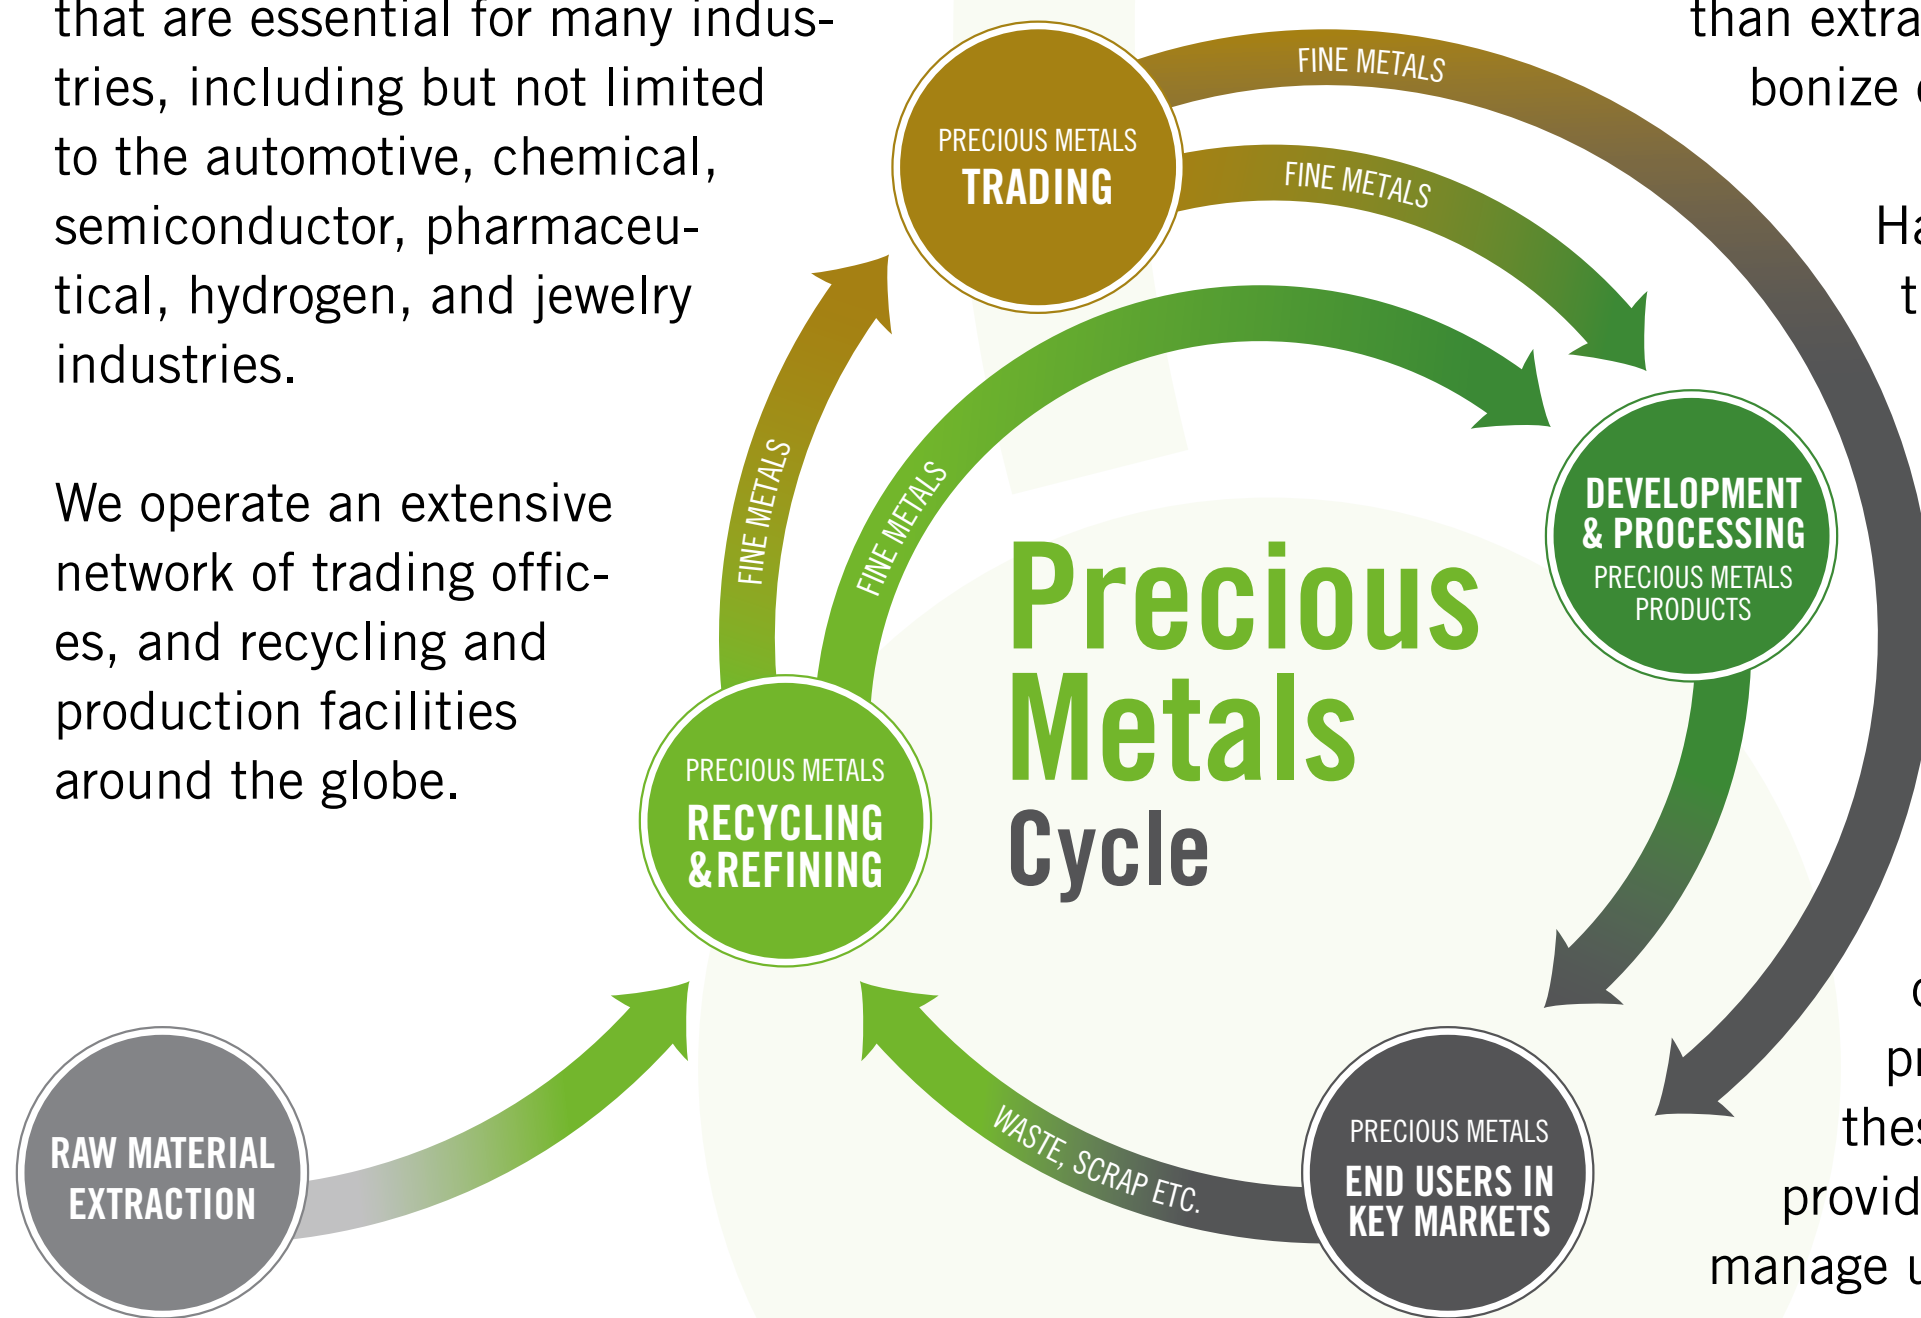 that are essential for many indus-
tries, including but not limited
to the automotive, chemical,
semiconductor, pharmaceu-
tical, hydrogen, and jewelry
industries.
We operate an extensive
network of trading offic-
es, and recycling and
production facilities
around the globe.
PRECIOUS METALS
TRADING
FINE METALS
FINE METALS
FINE METALS
FINE METALS
DEVELOPMENT
& PROCESSING
PRECIOUS METALS
PRODUCTS
Precious
Metals
Cycle
PRECIOUS METALS
RECYCLING
& REFINING
RAW MATERIAL
EXTRACTION
WASTE, SCRAP ETC.
PRECIOUS METALS
END USERS IN
KEY MARKETS
than extra
bonize
Ha
t
pr
thes
provid
manage u